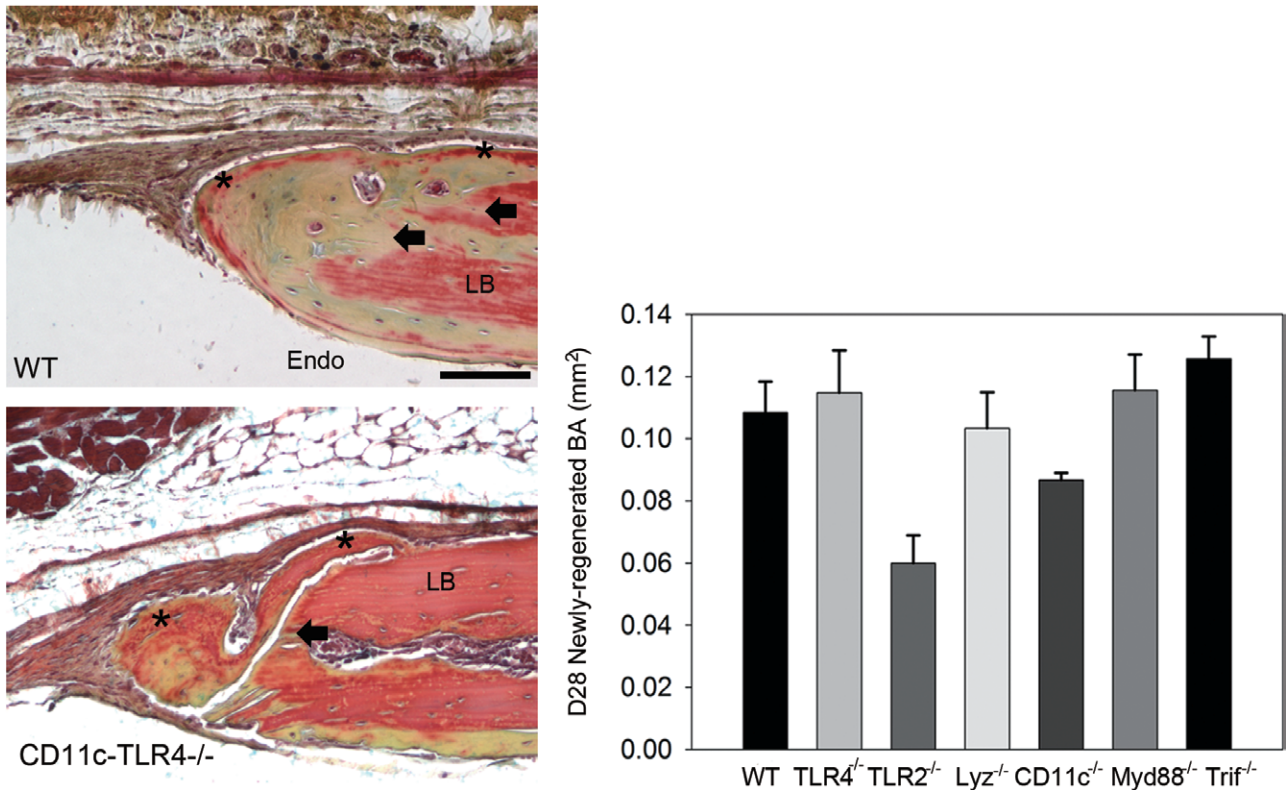 LB
WT
Endo
*
*
LB
*
*
CD11c-TLR4-/-
D28 Newly-regenerated BA (mm²)
0.14
0.12
0.10
0.08
0.06
0.04
0.02
0.00
WT TLR4-/- TLR2-/- Lyz-/- CD11c-/- Myd88-/- Trif-/-